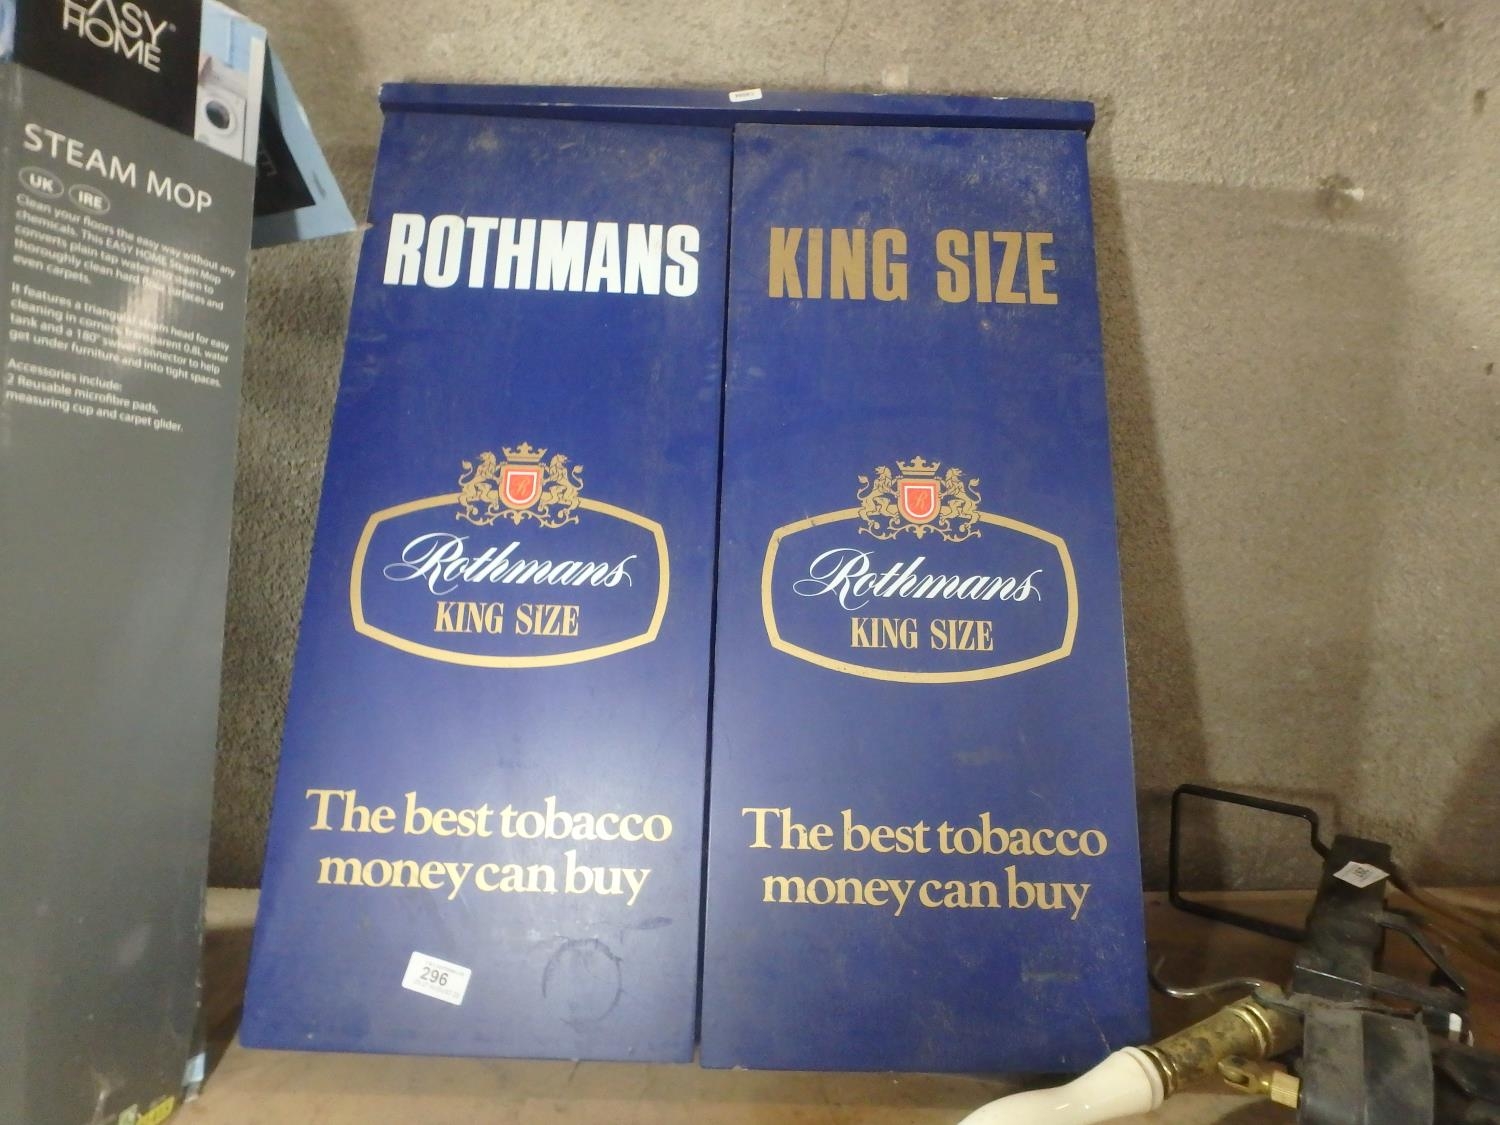 EASY
HOME
STEAM MOP
UK IRE
Clean your floors the easy way without any
chemicals. This EASY HOME Steam Mop
converts plain tap water into steam to
thoroughly clean hard floor surfaces and
even carpets.
It features a triangular steam head for easy
cleaning in corners, transparent 0.8L water
tank and a 180° swivel connector to help
get under furniture and into tight spaces.
Accessories include:
2 Reusable microfibre pads,
measuring cup and carpet glider.
ROTHMANS
KING SIZE
R
Rothmans
KING SIZE
R
Rothmans
KING SIZE
The best tobacco
money can buy
The best tobacco
money can buy
296